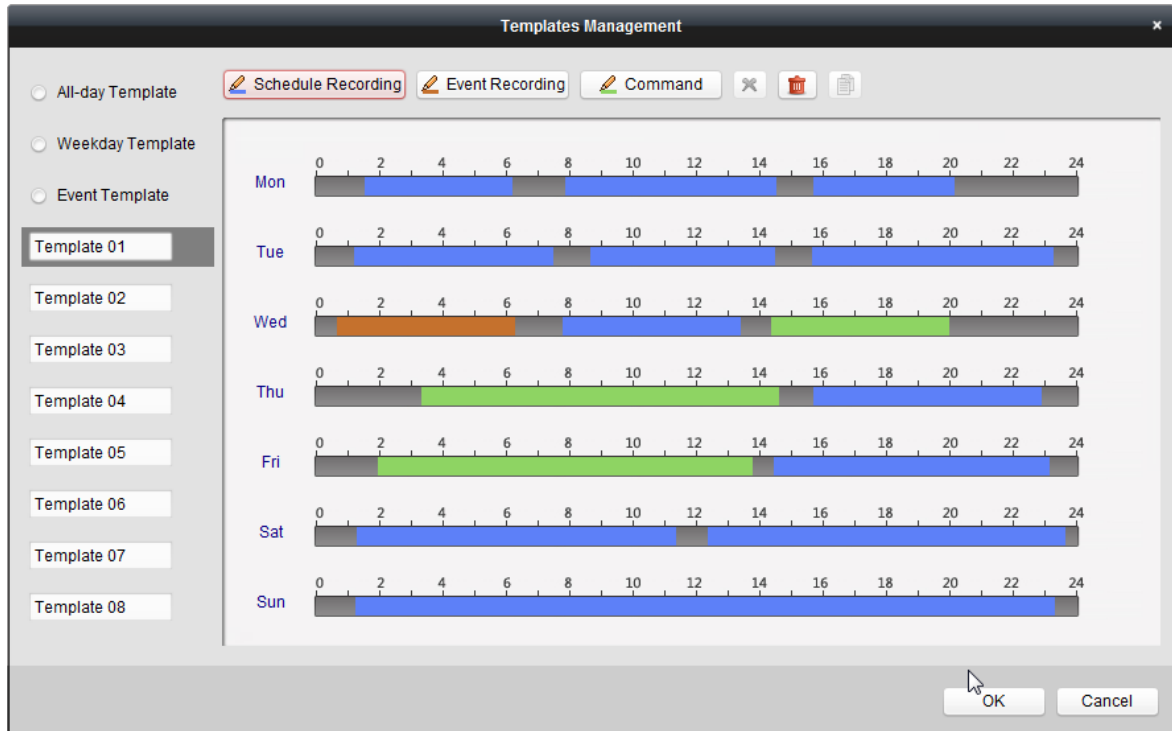 Templates Management
All-day Template
Weekday Template
Event Template
Template 01
Template 02
Template 03
Template 04
Template 05
Template 06
Template 07
Template 08
Schedule Recording Event Recording Command
0 2 4 6 8 10 12 14 16 18 20 22 24
Mon
0 2 4 6 8 10 12 14 16 18 20 22 24
Tue
0 2 4 6 8 10 12 14 16 18 20 22 24
Wed
0 2 4 6 8 10 12 14 16 18 20 22 24
Thu
0 2 4 6 8 10 12 14 16 18 20 22 24
Fri
0 2 4 6 8 10 12 14 16 18 20 22 24
Sat
0 2 4 6 8 10 12 14 16 18 20 22 24
Sun
OK Cancel